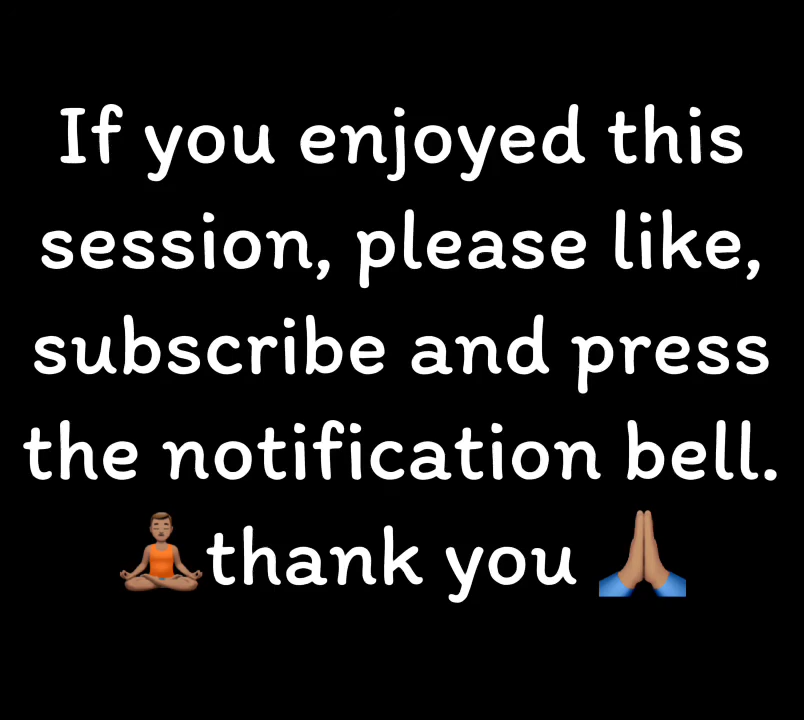 If you enjoyed this
session, please like,
subscribe and press
the notification bell.
🧘🏽‍♂️thank you 🙏🏽